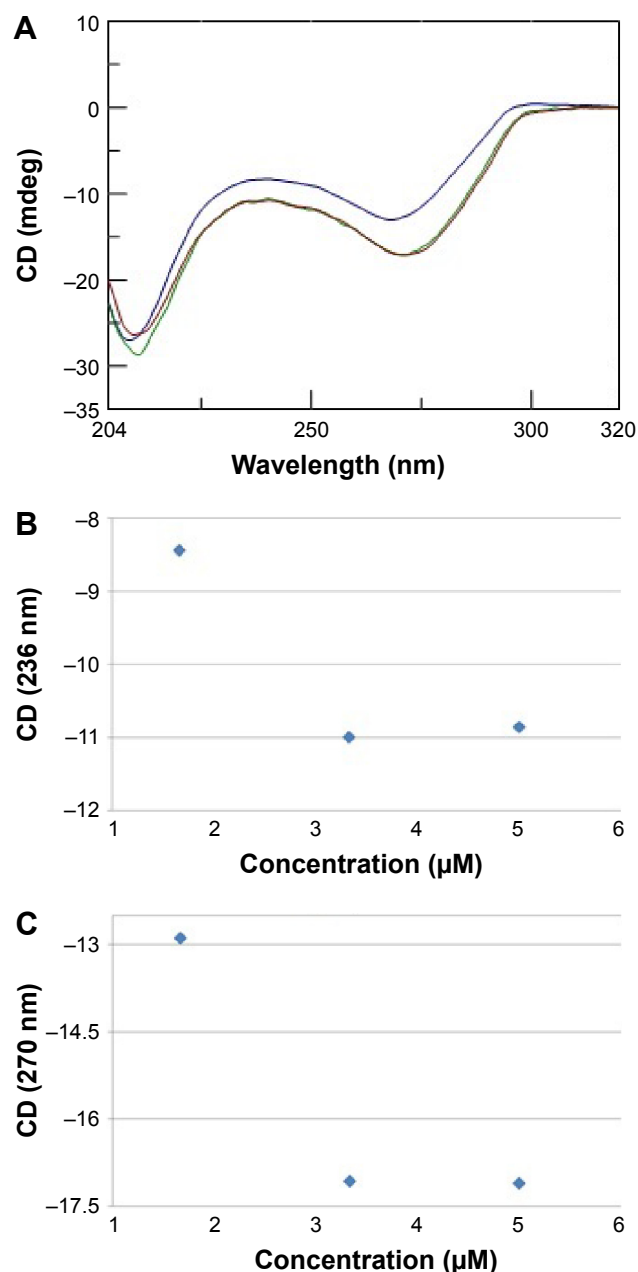 A
10
0
–10
–20
–30
–35
CD (mdeg)
204 250 300 320
Wavelength (nm)
B
–8
–9
–10
–11
–12
CD (236 nm)
1 2 3 4 5 6
Concentration (µM)
C
–13
–14.5
–16
–17.5
CD (270 nm)
1 2 3 4 5 6
Concentration (µM)